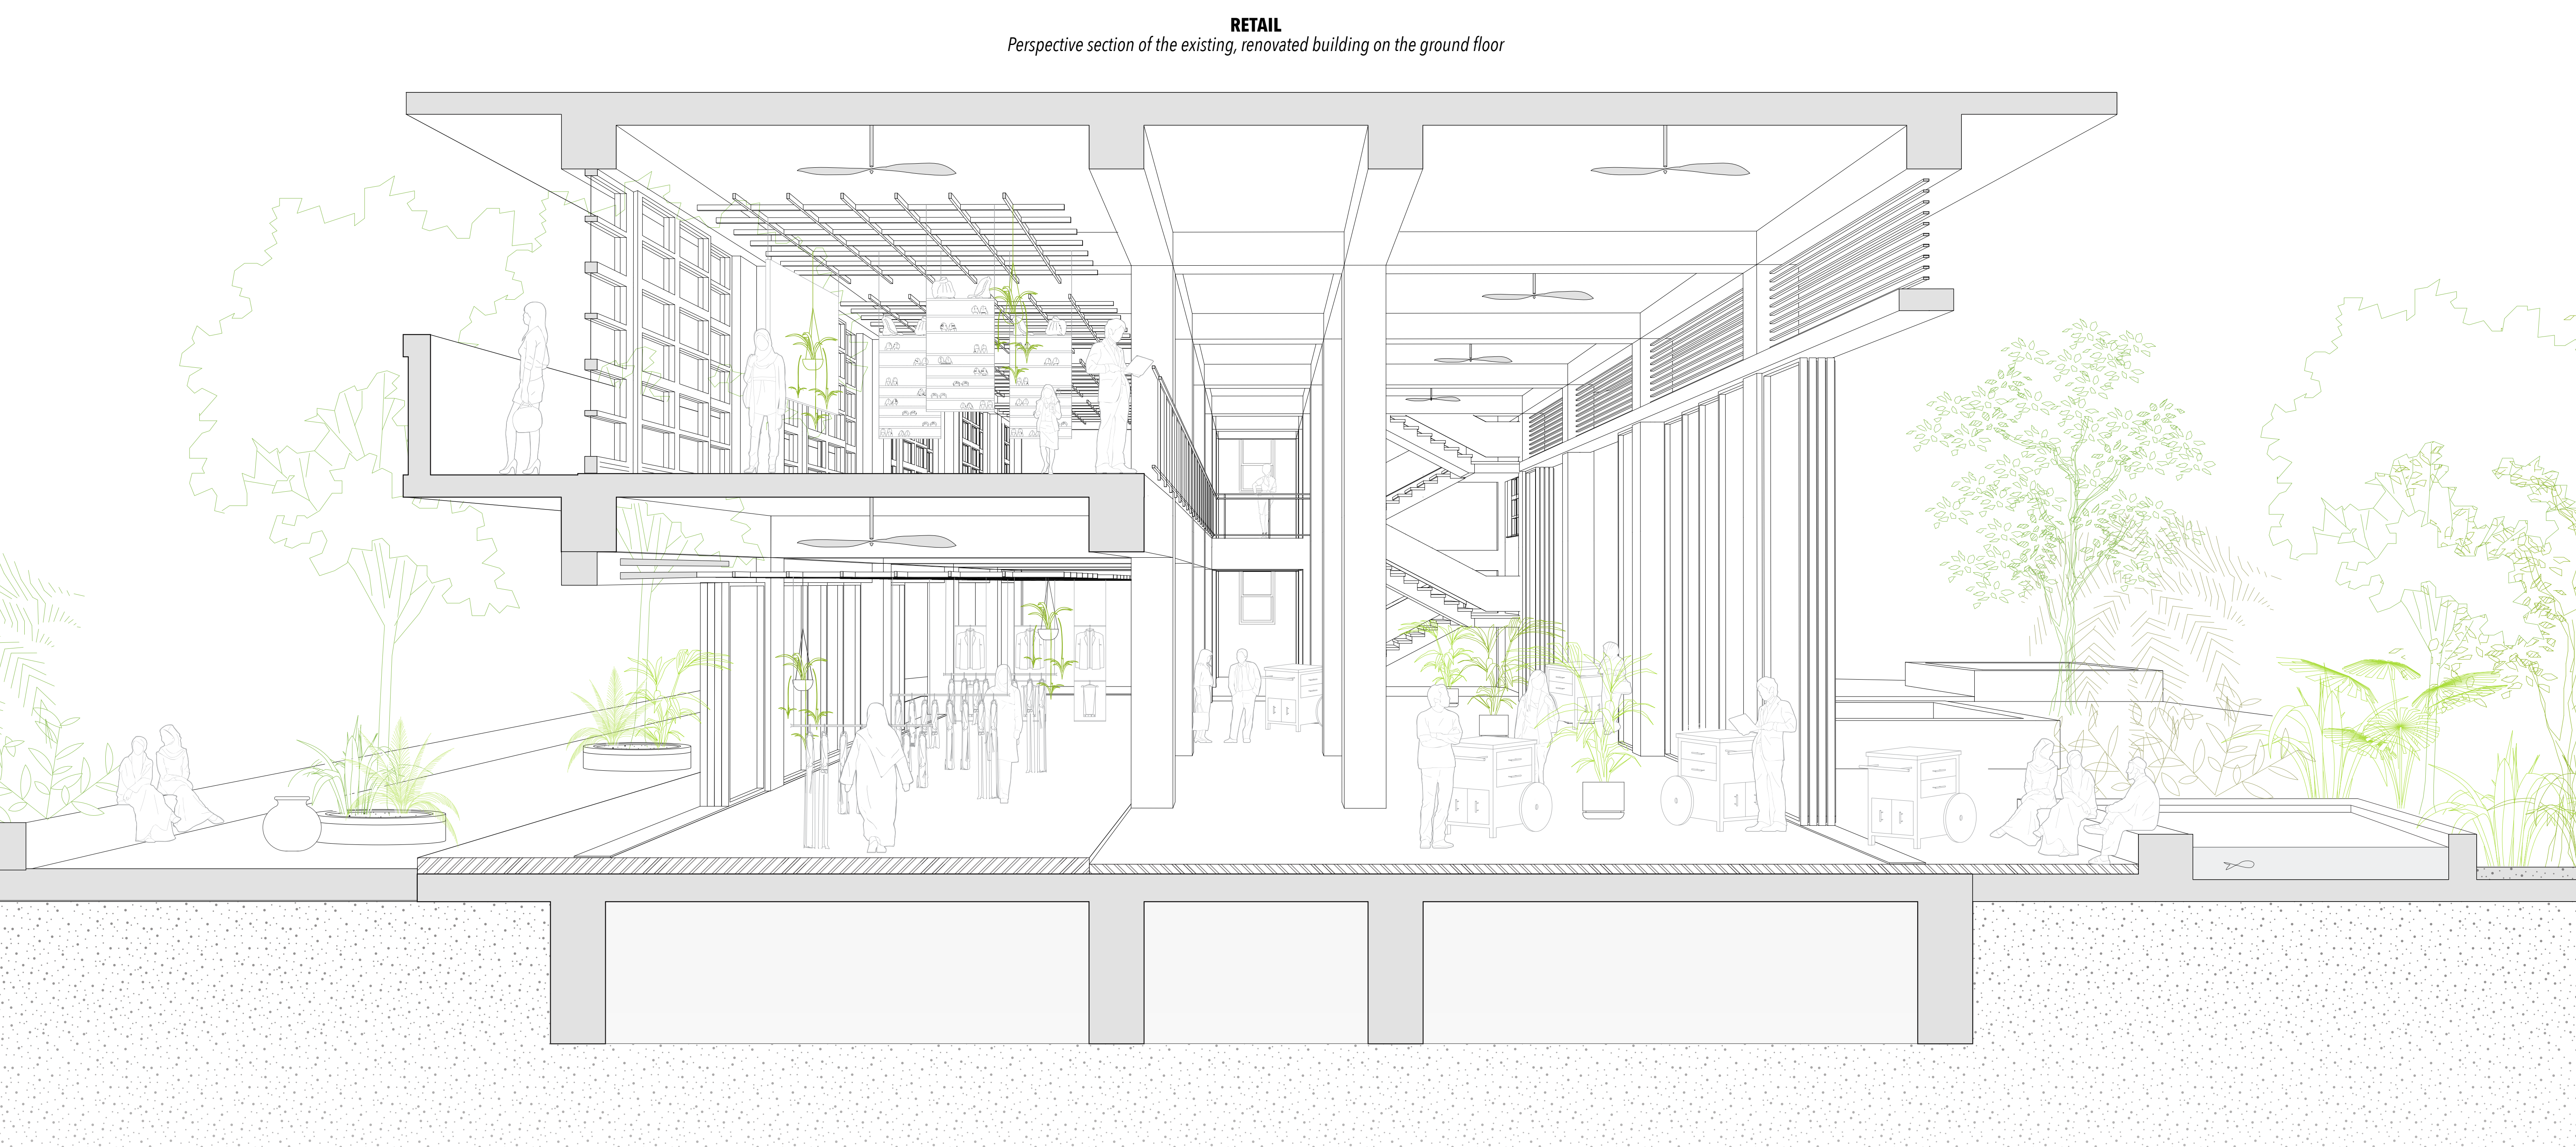 RETAIL
Perspective section of the existing, renovated building on the ground floor